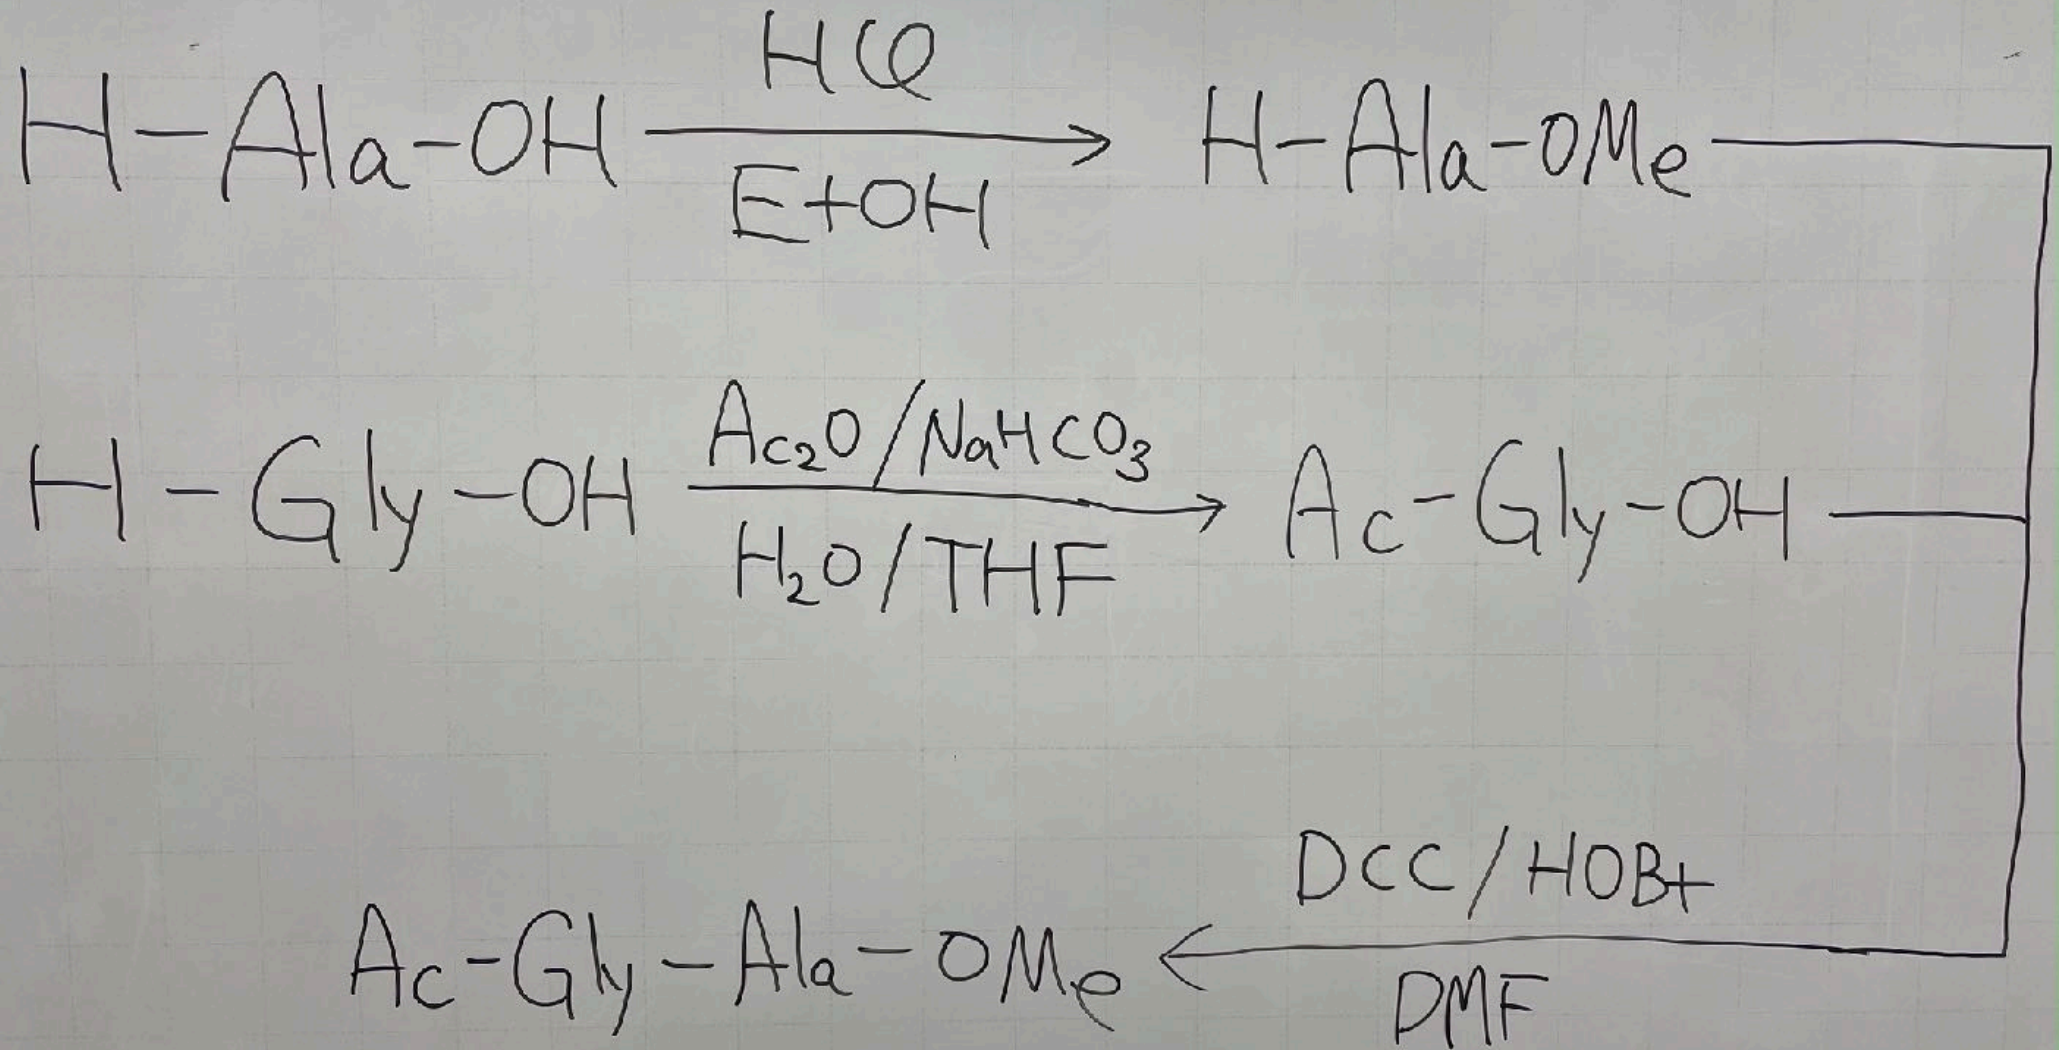 HCl
H-Ala-OH → H-Ala-OMe
EtOH
Ac₂O/NaHCO₃
H-Gly-OH → Ac-Gly-OH
H₂O/THF
DCC/HOBt
Ac-Gly-Ala-OMe ←
DMF